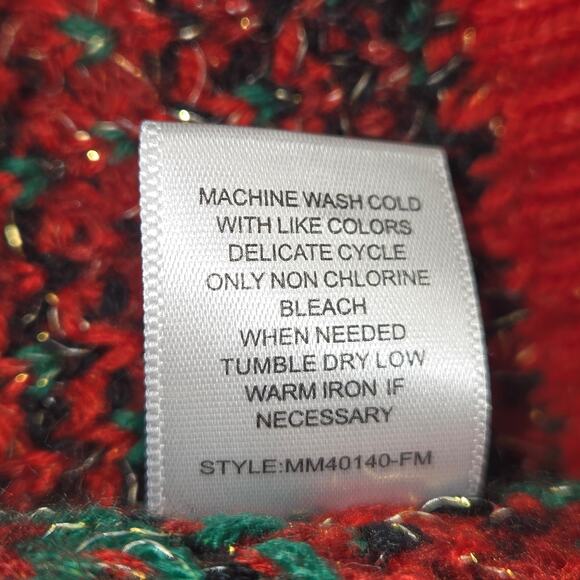 MACHINE WASH COLD
WITH LIKE COLORS
DELICATE CYCLE
ONLY NON CHLORINE
BLEACH
WHEN NEEDED
TUMBLE DRY LOW
WARM IRON IF
NECESSARY
STYLE:MM40140-FM